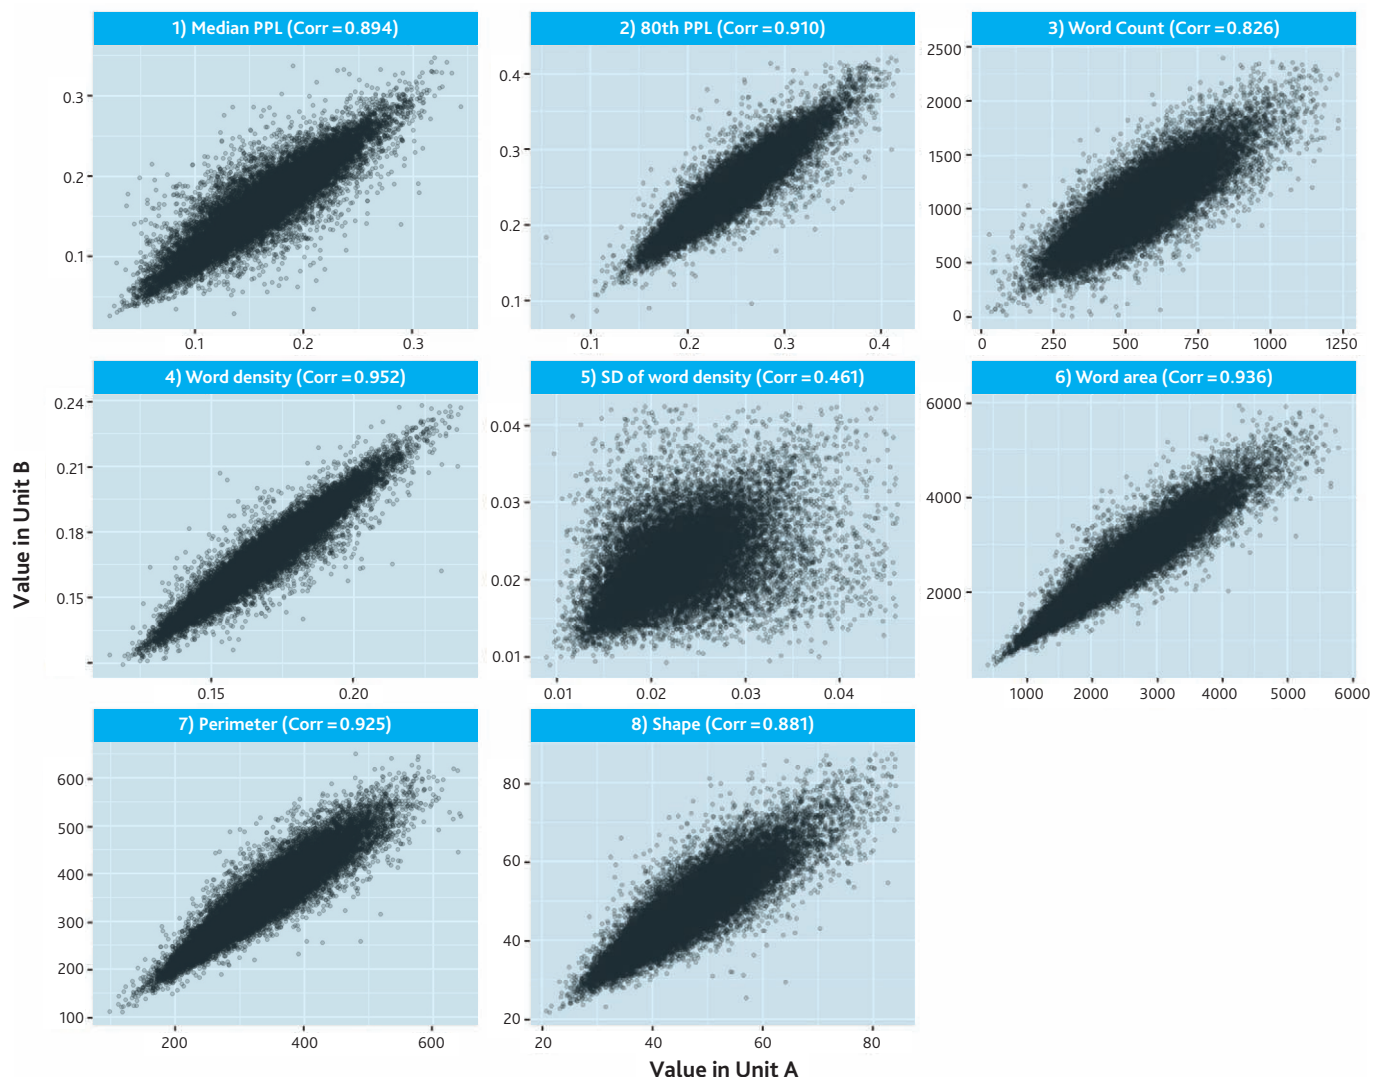 1) Median PPL (Corr = 0.894)
0.3
0.2
0.1
0.1 0.2 0.3
2) 80th PPL (Corr = 0.910)
0.4
0.3
0.2
0.1
0.1 0.2 0.3 0.4
3) Word Count (Corr = 0.826)
2500
2000
1500
1000
500
0
0 250 500 750 1000 1250
Value in Unit B
4) Word density (Corr = 0.952)
0.24
0.21
0.18
0.15
0.15 0.20
5) SD of word density (Corr = 0.461)
0.04
0.03
0.02
0.01
0.01 0.02 0.03 0.04
6) Word area (Corr = 0.936)
6000
4000
2000
1000 2000 3000 4000 5000 6000
7) Perimeter (Corr = 0.925)
600
500
400
300
200
100
200 400 600
8) Shape (Corr = 0.881)
80
60
40
20
20 40 60 80
Value in Unit A